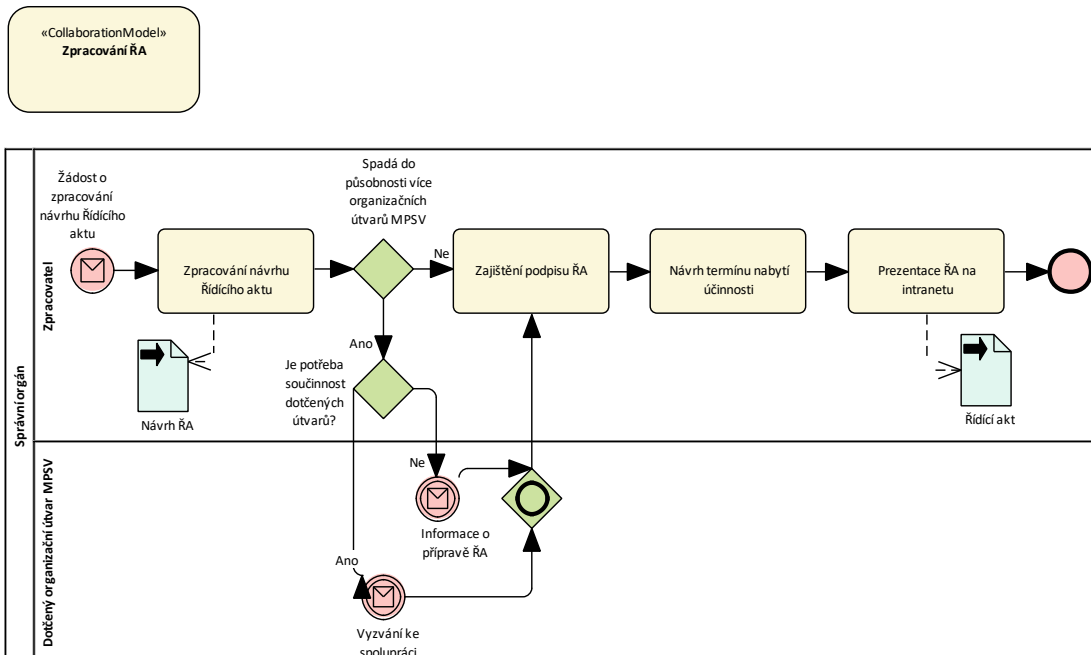 «CollaborationModel»
Zpracování ŘA
Správní orgán
Zpracovatel
Žádost o
zpracování
návrhu Řídícího
aktu
Zpracování návrhu
Řídícího aktu
Návrh ŘA
Spadá do
působnosti více
organizačních
útvarů MPSV
Ne
Ano
Zajištění podpisu ŘA
Návrh termínu nabytí
účinnosti
Prezentace ŘA na
intranetu
Řídící akt
Je potřeba
součinnost
dotčených
útvarů?
Dotčený organizační útvar MPSV
Ne
Informace o
přípravě ŘA
Ano
Vyzvání ke
spolupráci